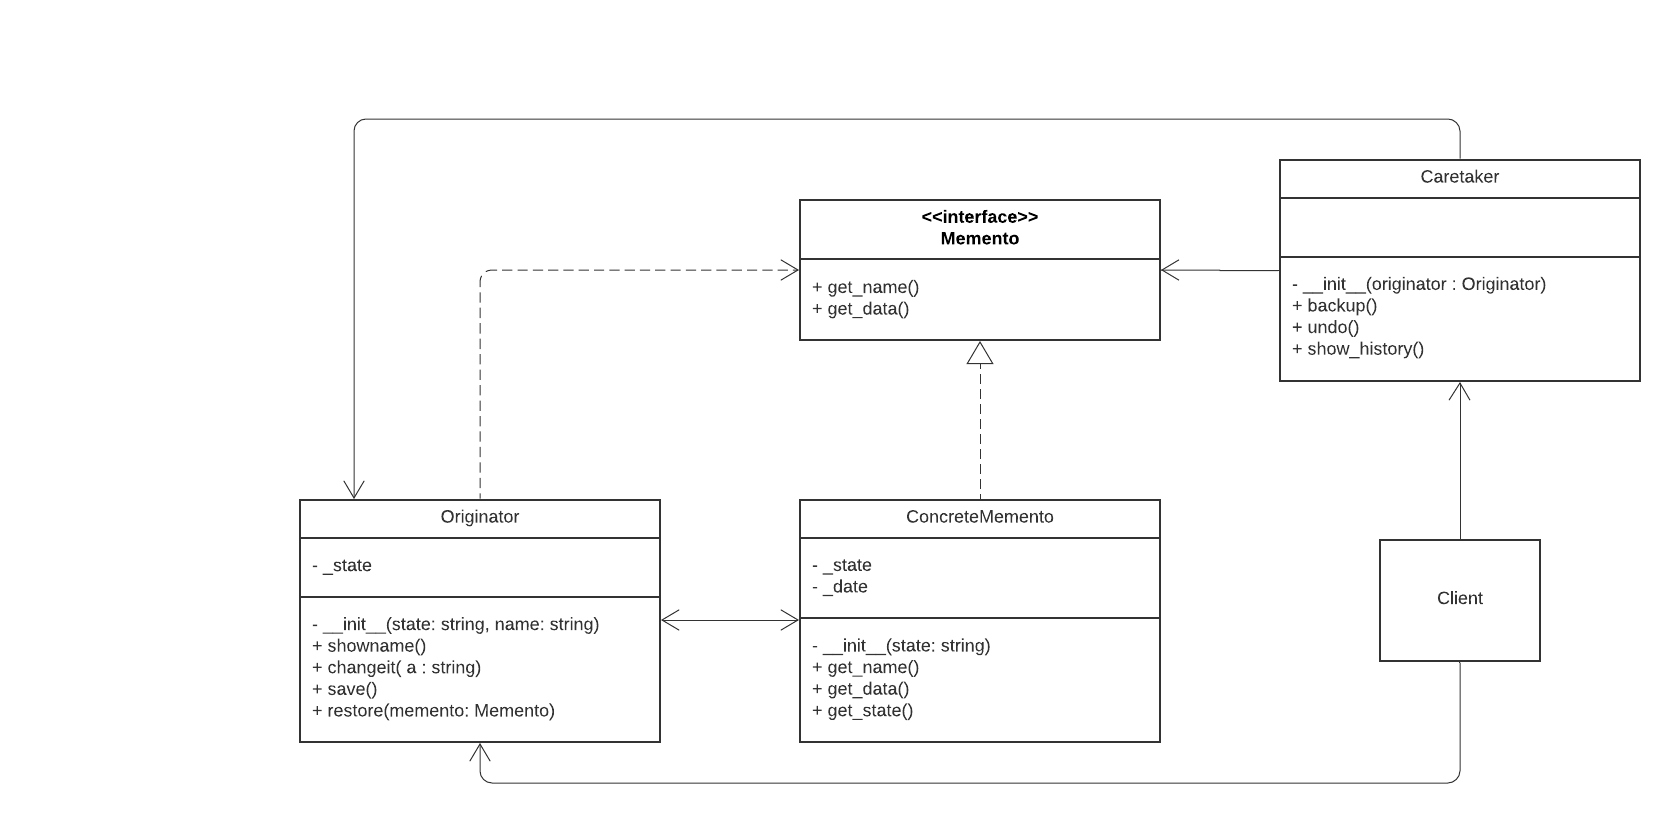 Caretaker
- __init__(originator : Originator)
+ backup()
+ undo()
+ show_history()
<<interface>>
Memento
+ get_name()
+ get_data()
Originator
- _state
- __init__(state: string, name: string)
+ showname()
+ changeit( a : string)
+ save()
+ restore(memento: Memento)
ConcreteMemento
- _state
- _date
- __init__(state: string)
+ get_name()
+ get_data()
+ get_state()
Client